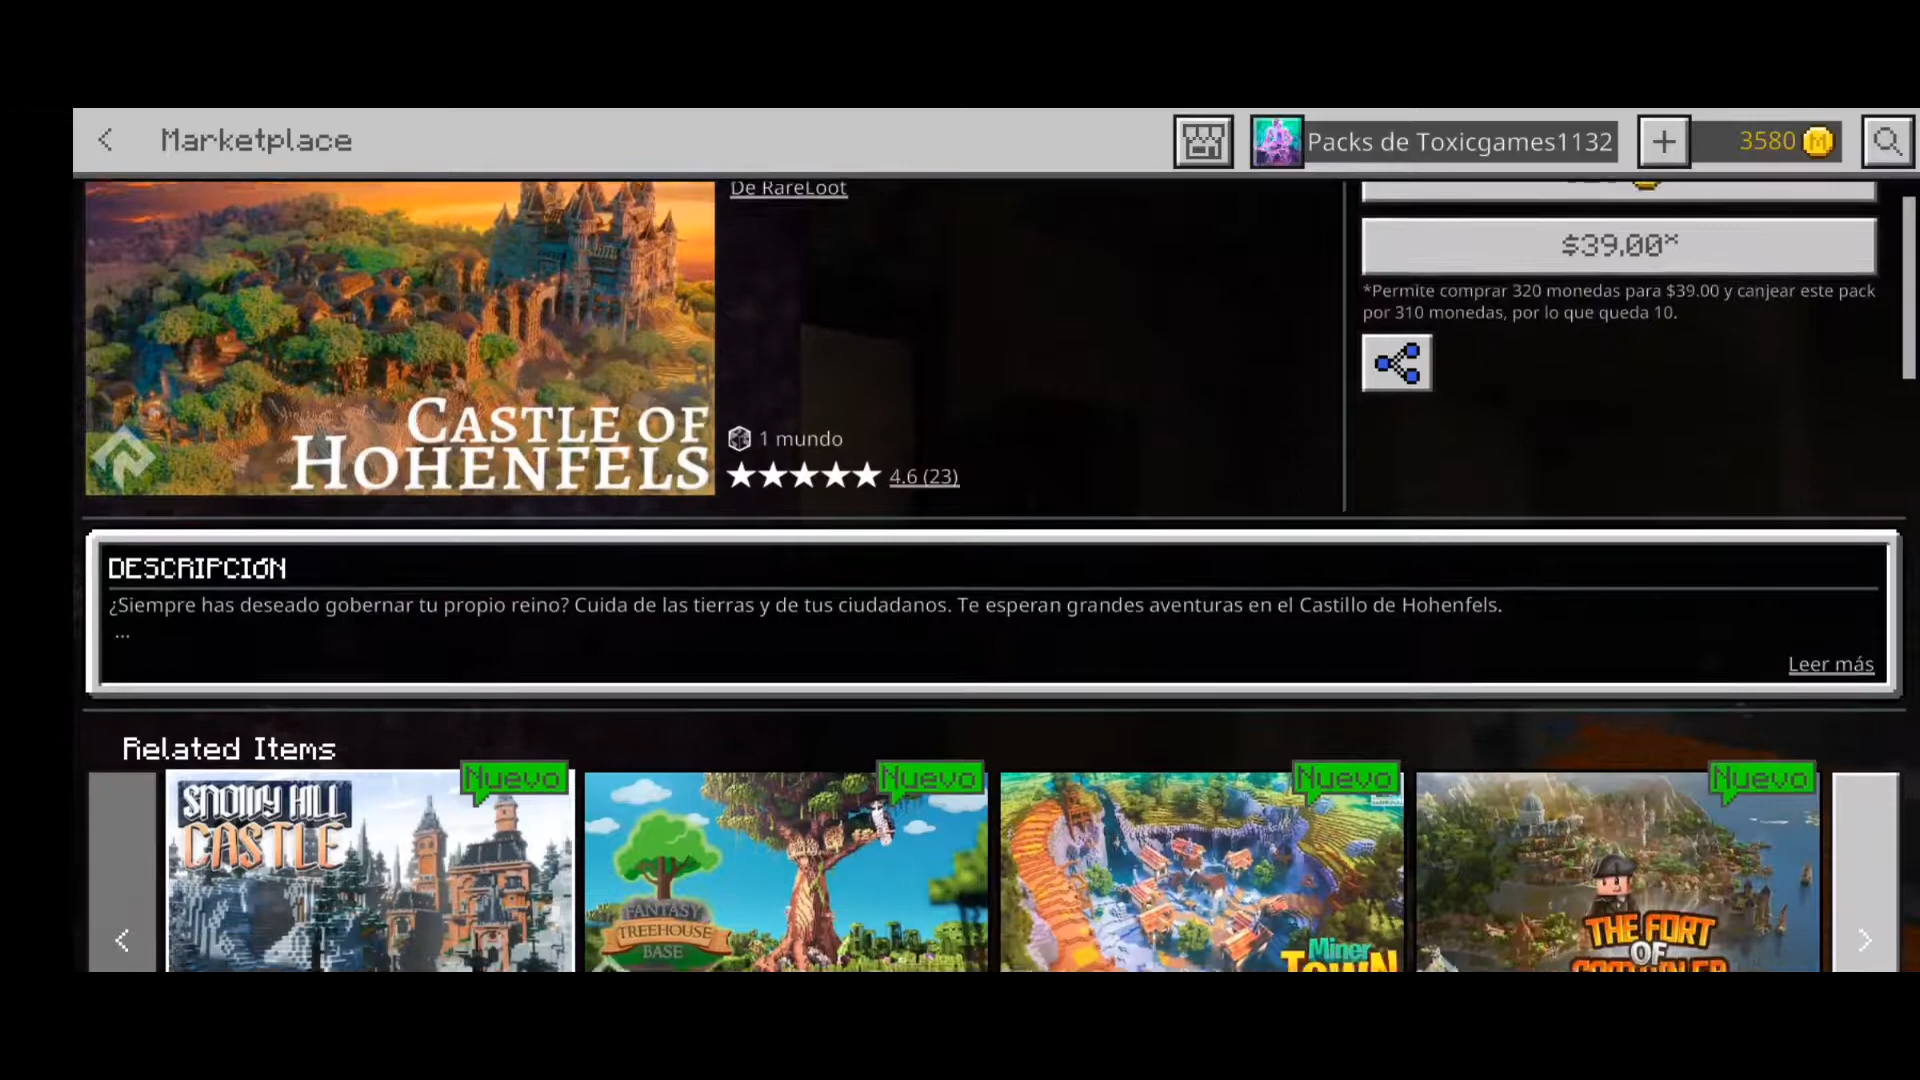 Marketplace
Packs de Toxicgames1132
3580
De RareLoot
$39.00*
*Permite comprar 320 monedas para $39.00 y canjear este pack
por 310 monedas, por lo que queda 10.
CASTLE OF
HOHENFELS
1 mundo
4.6 (23)
DESCRIPCIÓN
¿Siempre has deseado gobernar tu propio reino? Cuida de las tierras y de tus ciudadanos. Te esperan grandes aventuras en el Castillo de Hohenfels.
...
Leer más
Related Items
Nuevo
Nuevo
Nuevo
Nuevo
SNOWY HILL
CASTLE
FANTASY
TREEHOUSE
BASE
Miner
TOWN
THE FORT
OF